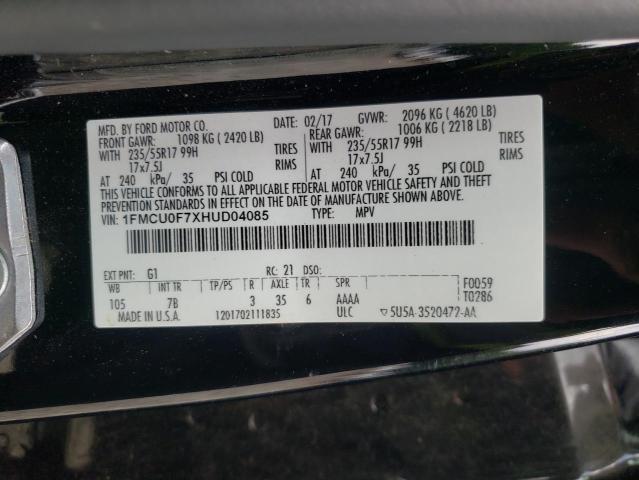 MFD. BY FORD MOTOR CO. DATE: 02/17 GVWR: 2096 KG ( 4620 LB)
FRONT GAWR: 1098 KG ( 2420 LB) REAR GAWR: 1006 KG ( 2218 LB)
WITH 235/55R17 99H TIRES WITH 235/55R17 99H TIRES
17x7.5J RIMS 17x7.5J RIMS
AT 240 kPa/ 35 PSI COLD AT 240 kPa/ 35 PSI COLD
THIS VEHICLE CONFORMS TO ALL APPLICABLE FEDERAL MOTOR VEHICLE SAFETY AND THEFT PREVENTION
STANDARDS IN EFFECT ON THE DATE OF MANUFACTURE SHOWN ABOVE.
VIN: 1FMCU0F7XHUD04085 TYPE: MPV
EXT PNT: G1 RC: 21 DSO: F0059
WB INT TR TP/PS R AX TR SPR T0286
105 7B 3 35 6 AAAA
MADE IN U.S.A. 1201702111835 ULC ▽5U5A-3520472-AA